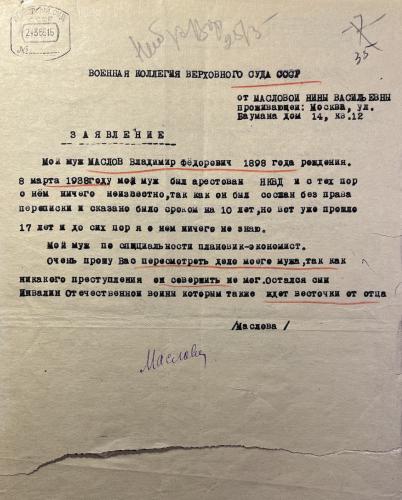 ВОЕННАЯ КОЛЛЕГИЯ ВЕРХОВНОГО СУДА СССР
от МАСЛОВОЙ НИНЫ ВАСИЛЬЕВНЫ
проживающей: Москва, ул.
Баумана дом 14, кв.12
ЗАЯВЛЕНИЕ
Мой муж МАСЛОВ Владимир Фёдорович 1898 года рождения.
8 марта 1938году мой муж был арестован НКВД и с тех пор
о нём ничего неизвестно,так как он был сослан без права
переписки и сказано было сроком на 10 лет,но вот уже прошло
17 лет и до сих пор я о нем ничего не знаю.
Мой муж по специальности плановик-экономист.
Очень прошу Вас пересмотреть дело моего мужа,так как
никакого преступления он совершить не мог.Остался сын
Инвалид Отечественной войны которым также ждет весточки от отца
/Маслова /
Маслова